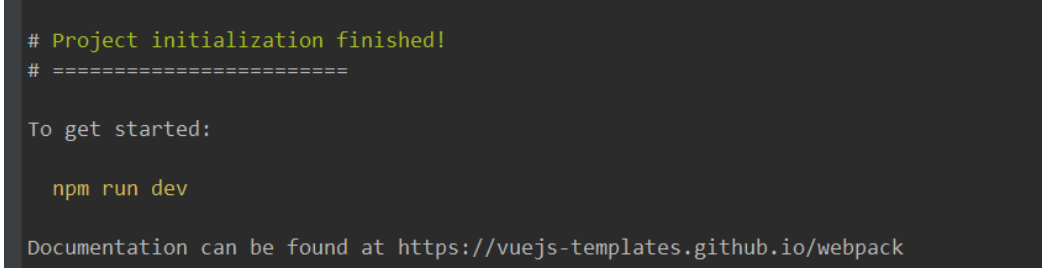 # Project initialization finished!
# ========================
To get started:
npm run dev
Documentation can be found at https://vuejs-templates.github.io/webpack